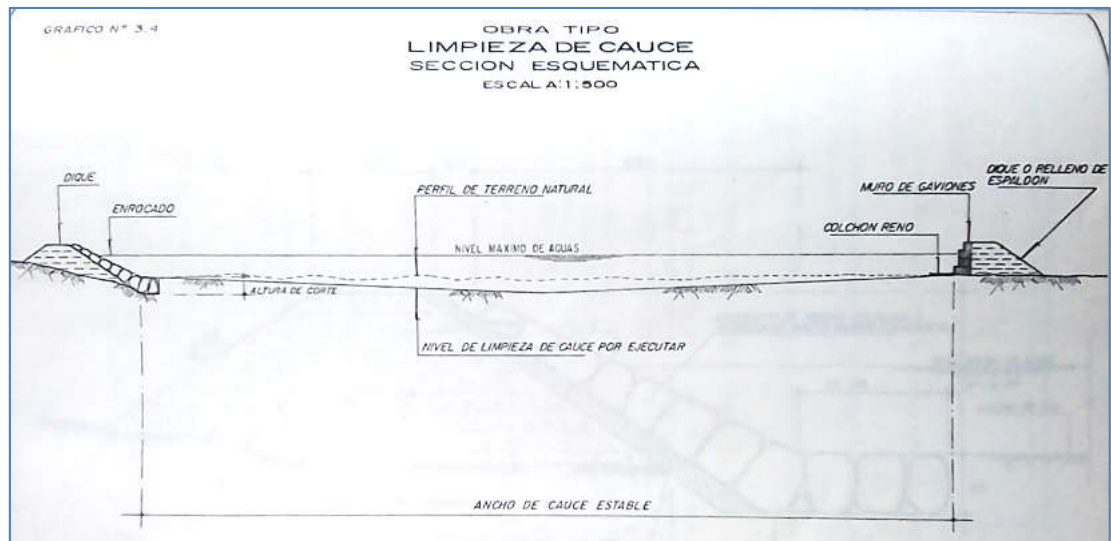 GRAFICO Nº 3.4
OBRA TIPO
LIMPIEZA DE CAUCE
SECCION ESQUEMATICA
ESCALA:1:500
DIQUE
ENROCADO
PERFIL DE TERRENO NATURAL
NIVEL MAXIMO DE AGUAS
MURO DE GAVIONES
DIQUE O RELLENO DE
ESPALDON
COLCHON RENO
ALTURA DE CORTE
NIVEL DE LIMPIEZA DE CAUCE POR EJECUTAR
ANCHO DE CAUCE ESTABLE